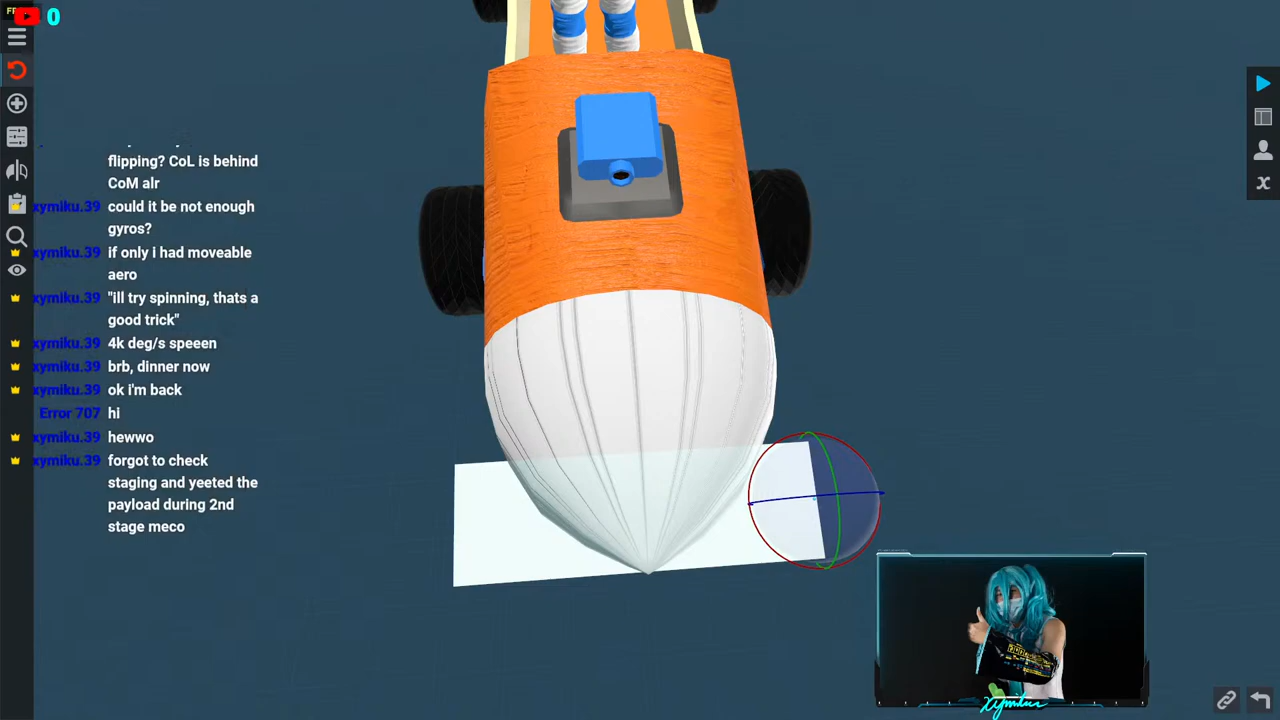 0
flipping? CoL is behind
CoM alr
xymiku.39 could it be not enough
gyros?
xymiku.39 if only i had moveable
aero
xymiku.39 "ill try spinning, thats a
good trick"
xymiku.39 4k deg/s speeen
xymiku.39 brb, dinner now
xymiku.39 ok i'm back
Error 707 hi
xymiku.39 hewwo
xymiku.39 forgot to check
staging and yeeted the
payload during 2nd
stage meco
xymiku